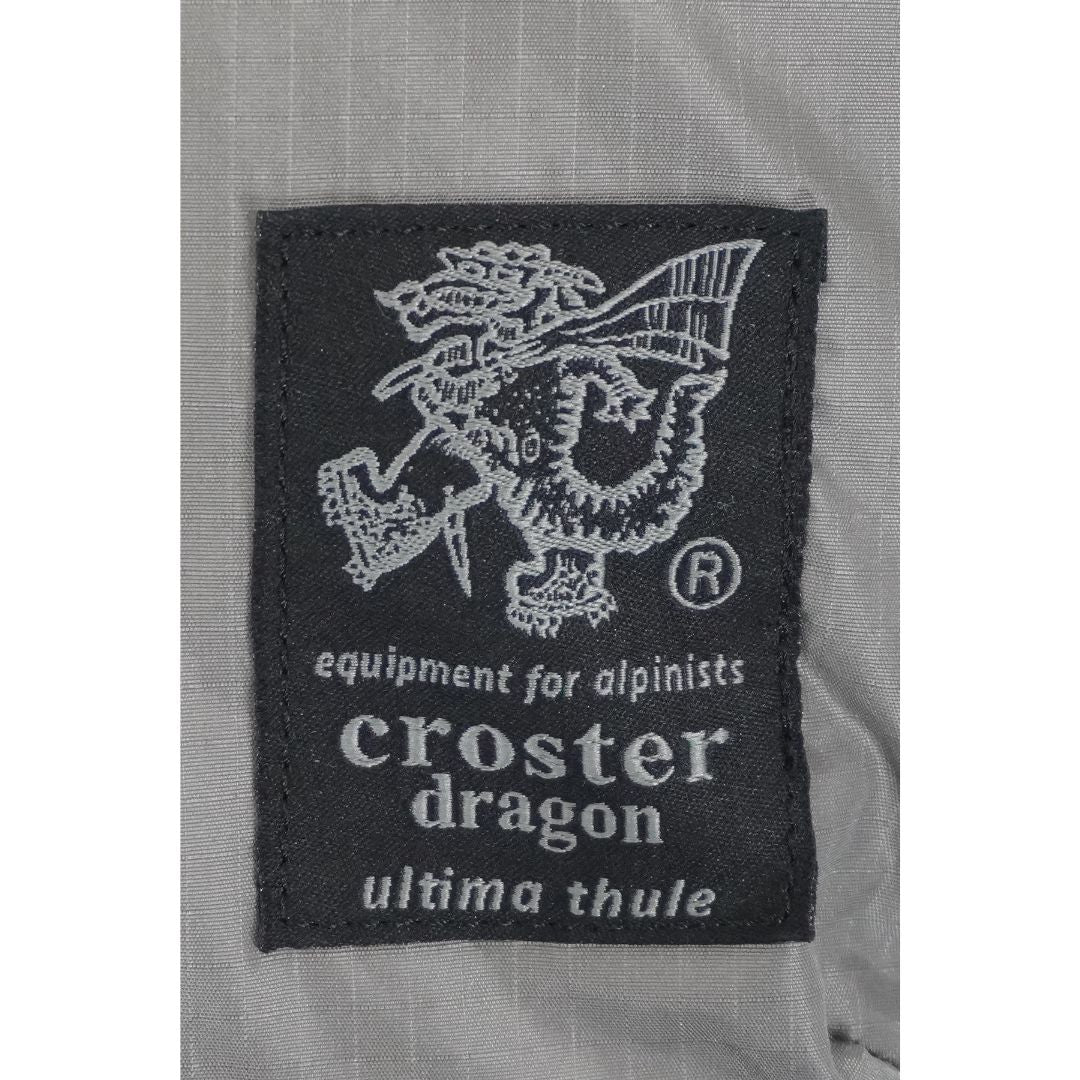 ®
equipment for alpinists
croster
dragon
ultima thule